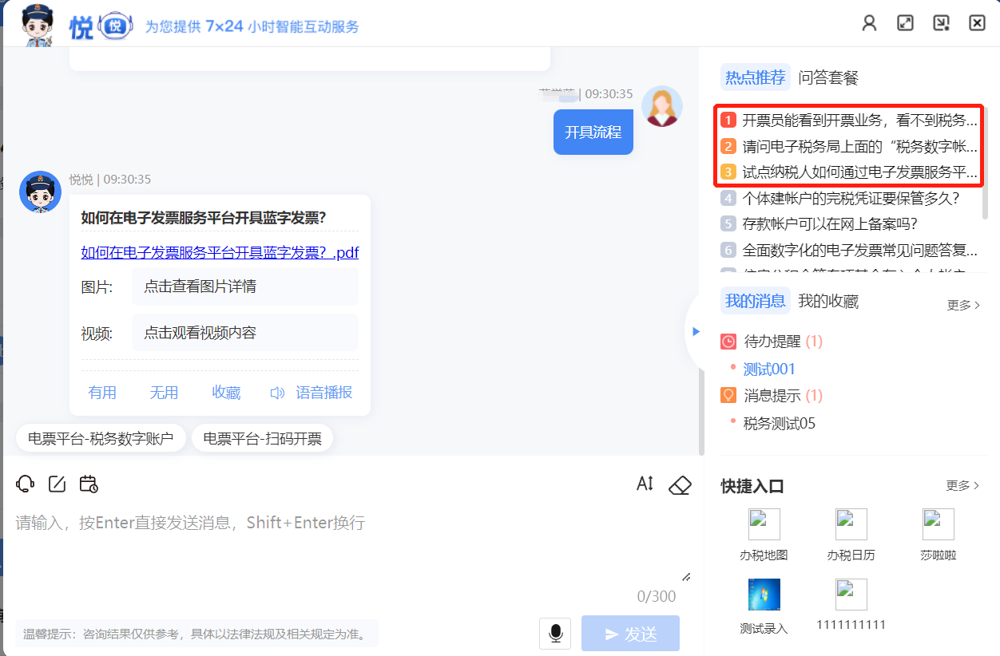 悦 悦 为您提供 7×24 小时智能互动服务
| 09:30:35
开具流程
悦悦 | 09:30:35
如何在电子发票服务平台开具蓝字发票？
如何在电子发票服务平台开具蓝字发票？.pdf
图片: 点击查看图片详情
视频: 点击观看视频内容
有用 无用 收藏 语音播报
电票平台-税务数字账户 电票平台-扫码开票
请输入，按Enter直接发送消息，Shift+Enter换行
0/300
温馨提示：咨询结果仅供参考，具体以法律法规及相关规定为准。
发送
热点推荐 问答套餐
1 开票员能看到开票业务，看不到税务...
2 请问电子税务局上面的“税务数字帐...
3 试点纳税人如何通过电子发票服务平...
4 个体建帐户的完税凭证要保管多久？
5 存款帐户可以在网上备案吗？
6 全面数字化的电子发票常见问题答复...
我的消息 我的收藏 更多 >
待办提醒 (1)
测试001
消息提示 (1)
税务测试05
快捷入口 更多 >
办税地图 办税日历 莎啦啦
测试录入 1111111111